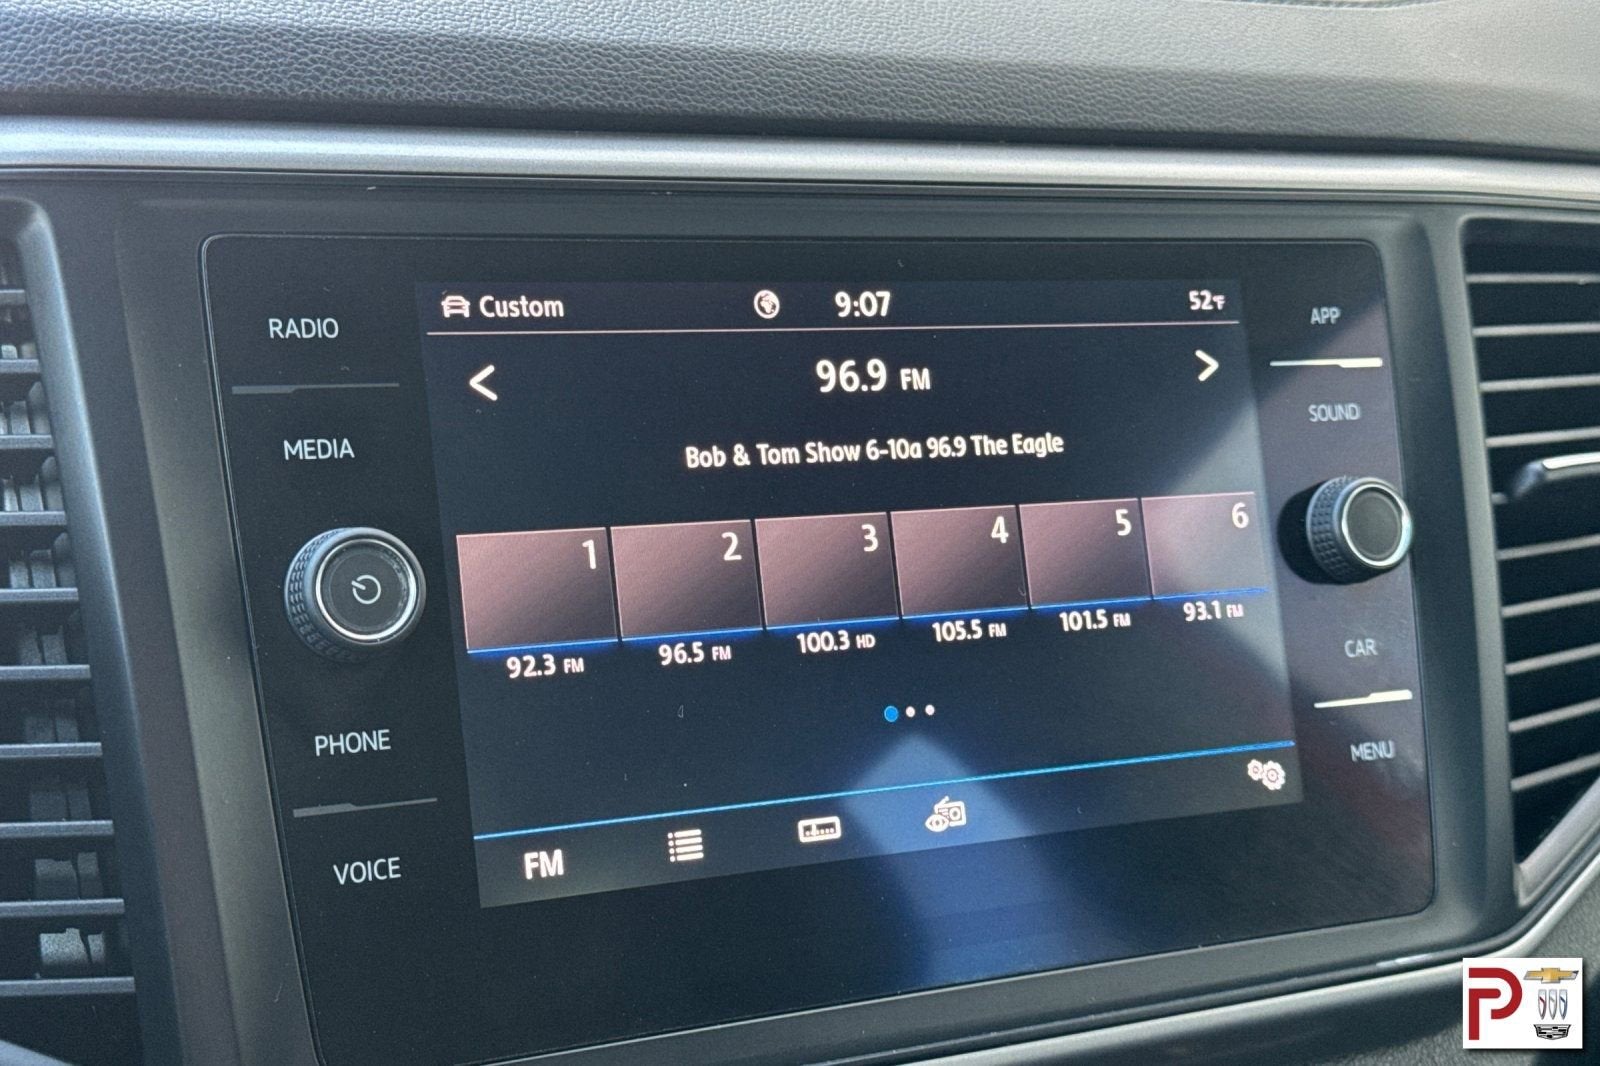 RADIO
MEDIA
PHONE
VOICE
Custom
9:07
52°F
96.9 FM
Bob & Tom Show 6-10a 96.9 The Eagle
1 2 3 4 5 6
92.3 FM 96.5 FM 100.3 HD 105.5 FM 101.5 FM 93.1 FM
FM
APP
SOUND
CAR
MENU
P